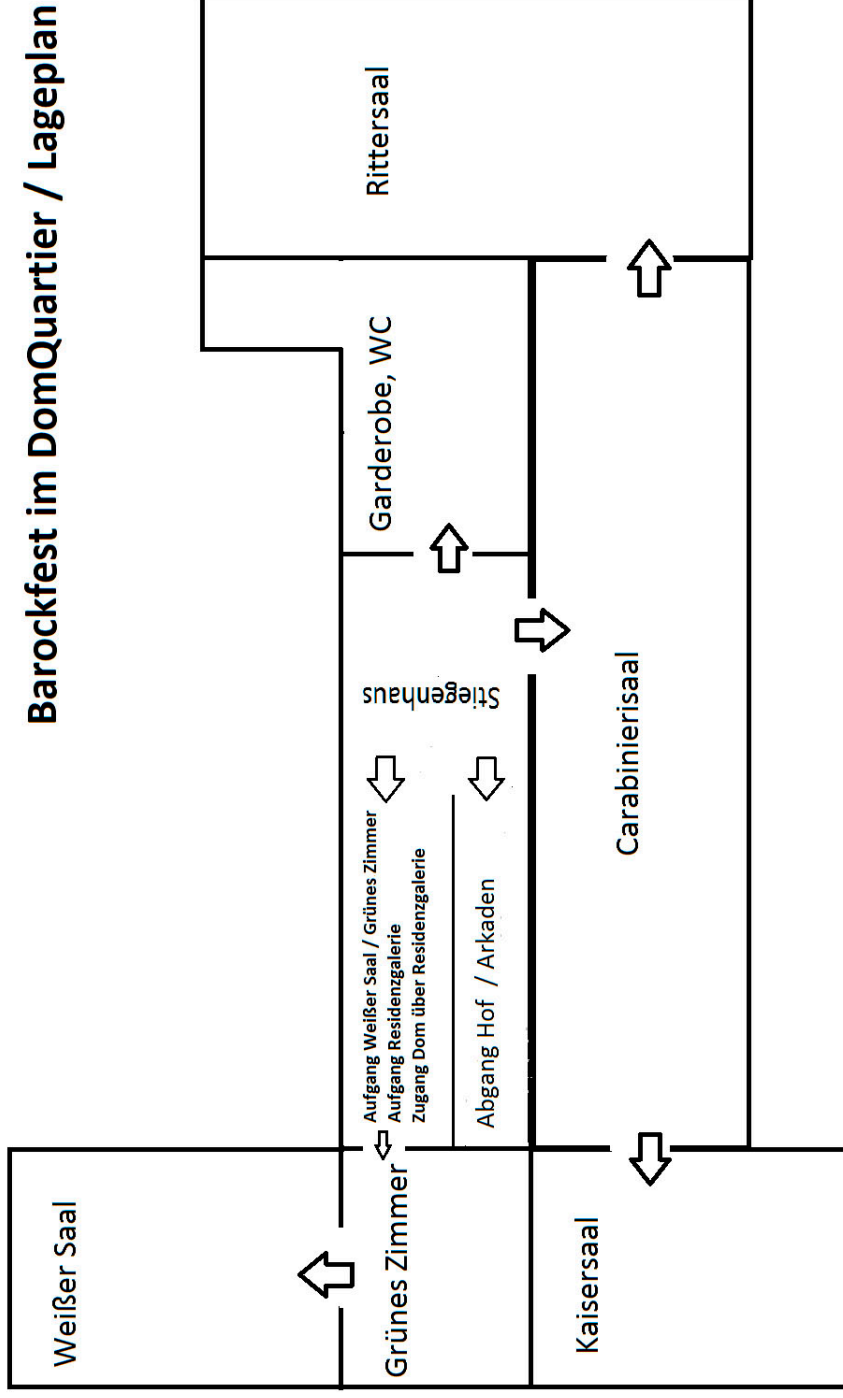 Barockfest im DomQuartier / Lageplan
Weißer Saal
Grünes Zimmer
Kaisersaal
Aufgang Weißer Saal / Grünes Zimmer
Aufgang Residenzgalerie
Zugang Dom über Residenzgalerie
Abgang Hof / Arkaden
Stiegenhaus
Garderobe, WC
Carabinierisaal
Rittersaal